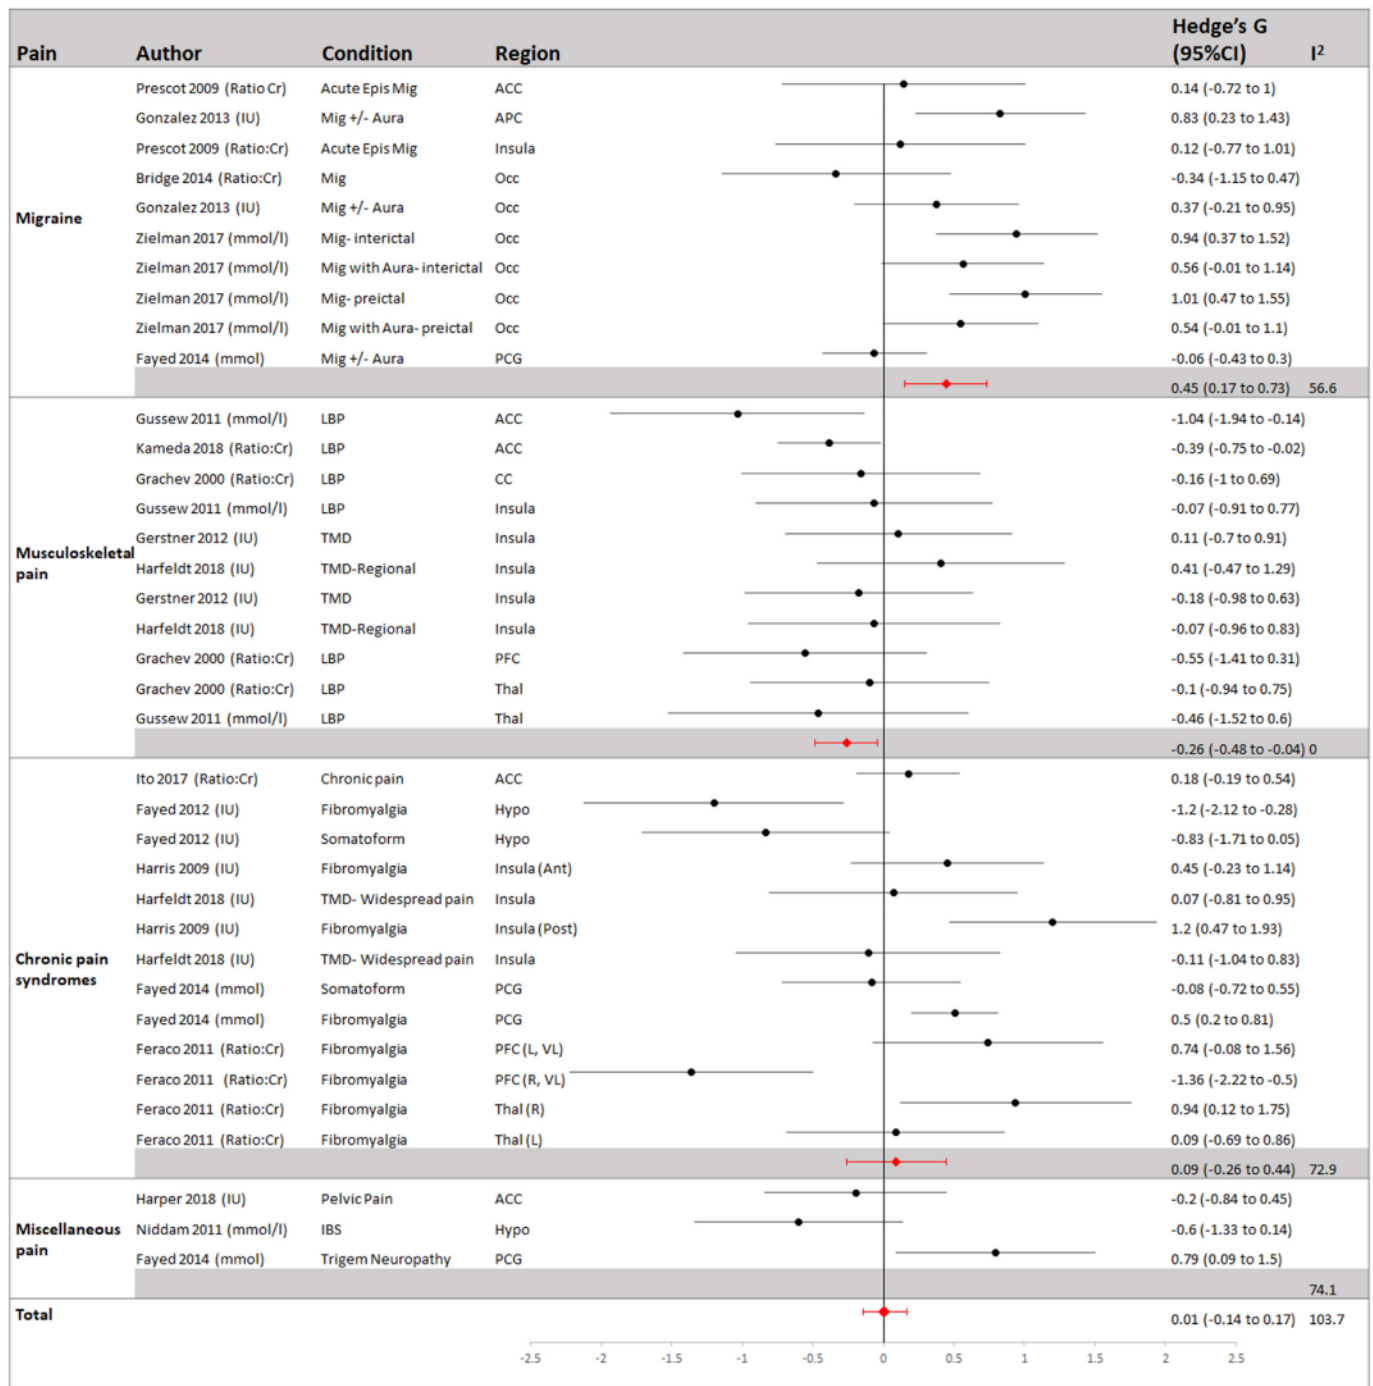 Pain Author Condition Region Hedge's G (95%CI) I²
Prescot 2009 (Ratio Cr) Acute Epis Mig ACC 0.14 (-0.72 to 1)
Gonzalez 2013 (IU) Mig +/- Aura APC 0.83 (0.23 to 1.43)
Prescot 2009 (Ratio:Cr) Acute Epis Mig Insula 0.12 (-0.77 to 1.01)
Bridge 2014 (Ratio:Cr) Mig Occ -0.34 (-1.15 to 0.47)
Migraine
Gonzalez 2013 (IU) Mig +/- Aura Occ 0.37 (-0.21 to 0.95)
Zielman 2017 (mmol/l) Mig- interictal Occ 0.94 (0.37 to 1.52)
Zielman 2017 (mmol/l) Mig with Aura- interictal Occ 0.56 (-0.01 to 1.14)
Zielman 2017 (mmol/l) Mig- preictal Occ 1.01 (0.47 to 1.55)
Zielman 2017 (mmol/l) Mig with Aura- preictal Occ 0.54 (-0.01 to 1.1)
Fayed 2014 (mmol) Mig +/- Aura PCG -0.06 (-0.43 to 0.3)
0.45 (0.17 to 0.73) 56.6
Gussew 2011 (mmol/l) LBP ACC -1.04 (-1.94 to -0.14)
Kameda 2018 (Ratio:Cr) LBP ACC -0.39 (-0.75 to -0.02)
Grachev 2000 (Ratio:Cr) LBP CC -0.16 (-1 to 0.69)
Gussew 2011 (mmol/l) LBP Insula -0.07 (-0.91 to 0.77)
Gerstner 2012 (IU) TMD Insula 0.11 (-0.7 to 0.91)
Musculoskeletal
pain
Harfeldt 2018 (IU) TMD-Regional Insula 0.41 (-0.47 to 1.29)
Gerstner 2012 (IU) TMD Insula -0.18 (-0.98 to 0.63)
Harfeldt 2018 (IU) TMD-Regional Insula -0.07 (-0.96 to 0.83)
Grachev 2000 (Ratio:Cr) LBP PFC -0.55 (-1.41 to 0.31)
Grachev 2000 (Ratio:Cr) LBP Thal -0.1 (-0.94 to 0.75)
Gussew 2011 (mmol/l) LBP Thal -0.46 (-1.52 to 0.6)
-0.26 (-0.48 to -0.04) 0
Ito 2017 (Ratio:Cr) Chronic pain ACC 0.18 (-0.19 to 0.54)
Fayed 2012 (IU) Fibromyalgia Hypo -1.2 (-2.12 to -0.28)
Fayed 2012 (IU) Somatoform Hypo -0.83 (-1.71 to 0.05)
Harris 2009 (IU) Fibromyalgia Insula (Ant) 0.45 (-0.23 to 1.14)
Harfeldt 2018 (IU) TMD- Widespread pain Insula 0.07 (-0.81 to 0.95)
Harris 2009 (IU) Fibromyalgia Insula (Post) 1.2 (0.47 to 1.93)
Chronic pain
syndromes
Harfeldt 2018 (IU) TMD- Widespread pain Insula -0.11 (-1.04 to 0.83)
Fayed 2014 (mmol) Somatoform PCG -0.08 (-0.72 to 0.55)
Fayed 2014 (mmol) Fibromyalgia PCG 0.5 (0.2 to 0.81)
Feraco 2011 (Ratio:Cr) Fibromyalgia PFC (L, VL) 0.74 (-0.08 to 1.56)
Feraco 2011 (Ratio:Cr) Fibromyalgia PFC (R, VL) -1.36 (-2.22 to -0.5)
Feraco 2011 (Ratio:Cr) Fibromyalgia Thal (R) 0.94 (0.12 to 1.75)
Feraco 2011 (Ratio:Cr) Fibromyalgia Thal (L) 0.09 (-0.69 to 0.86)
0.09 (-0.26 to 0.44) 72.9
Harper 2018 (IU) Pelvic Pain ACC -0.2 (-0.84 to 0.45)
Miscellaneous
pain
Niddam 2011 (mmol/l) IBS Hypo -0.6 (-1.33 to 0.14)
Fayed 2014 (mmol) Trigem Neuropathy PCG 0.79 (0.09 to 1.5)
74.1
Total 0.01 (-0.14 to 0.17) 103.7
-2.5 -2 -1.5 -1 -0.5 0 0.5 1 1.5 2 2.5